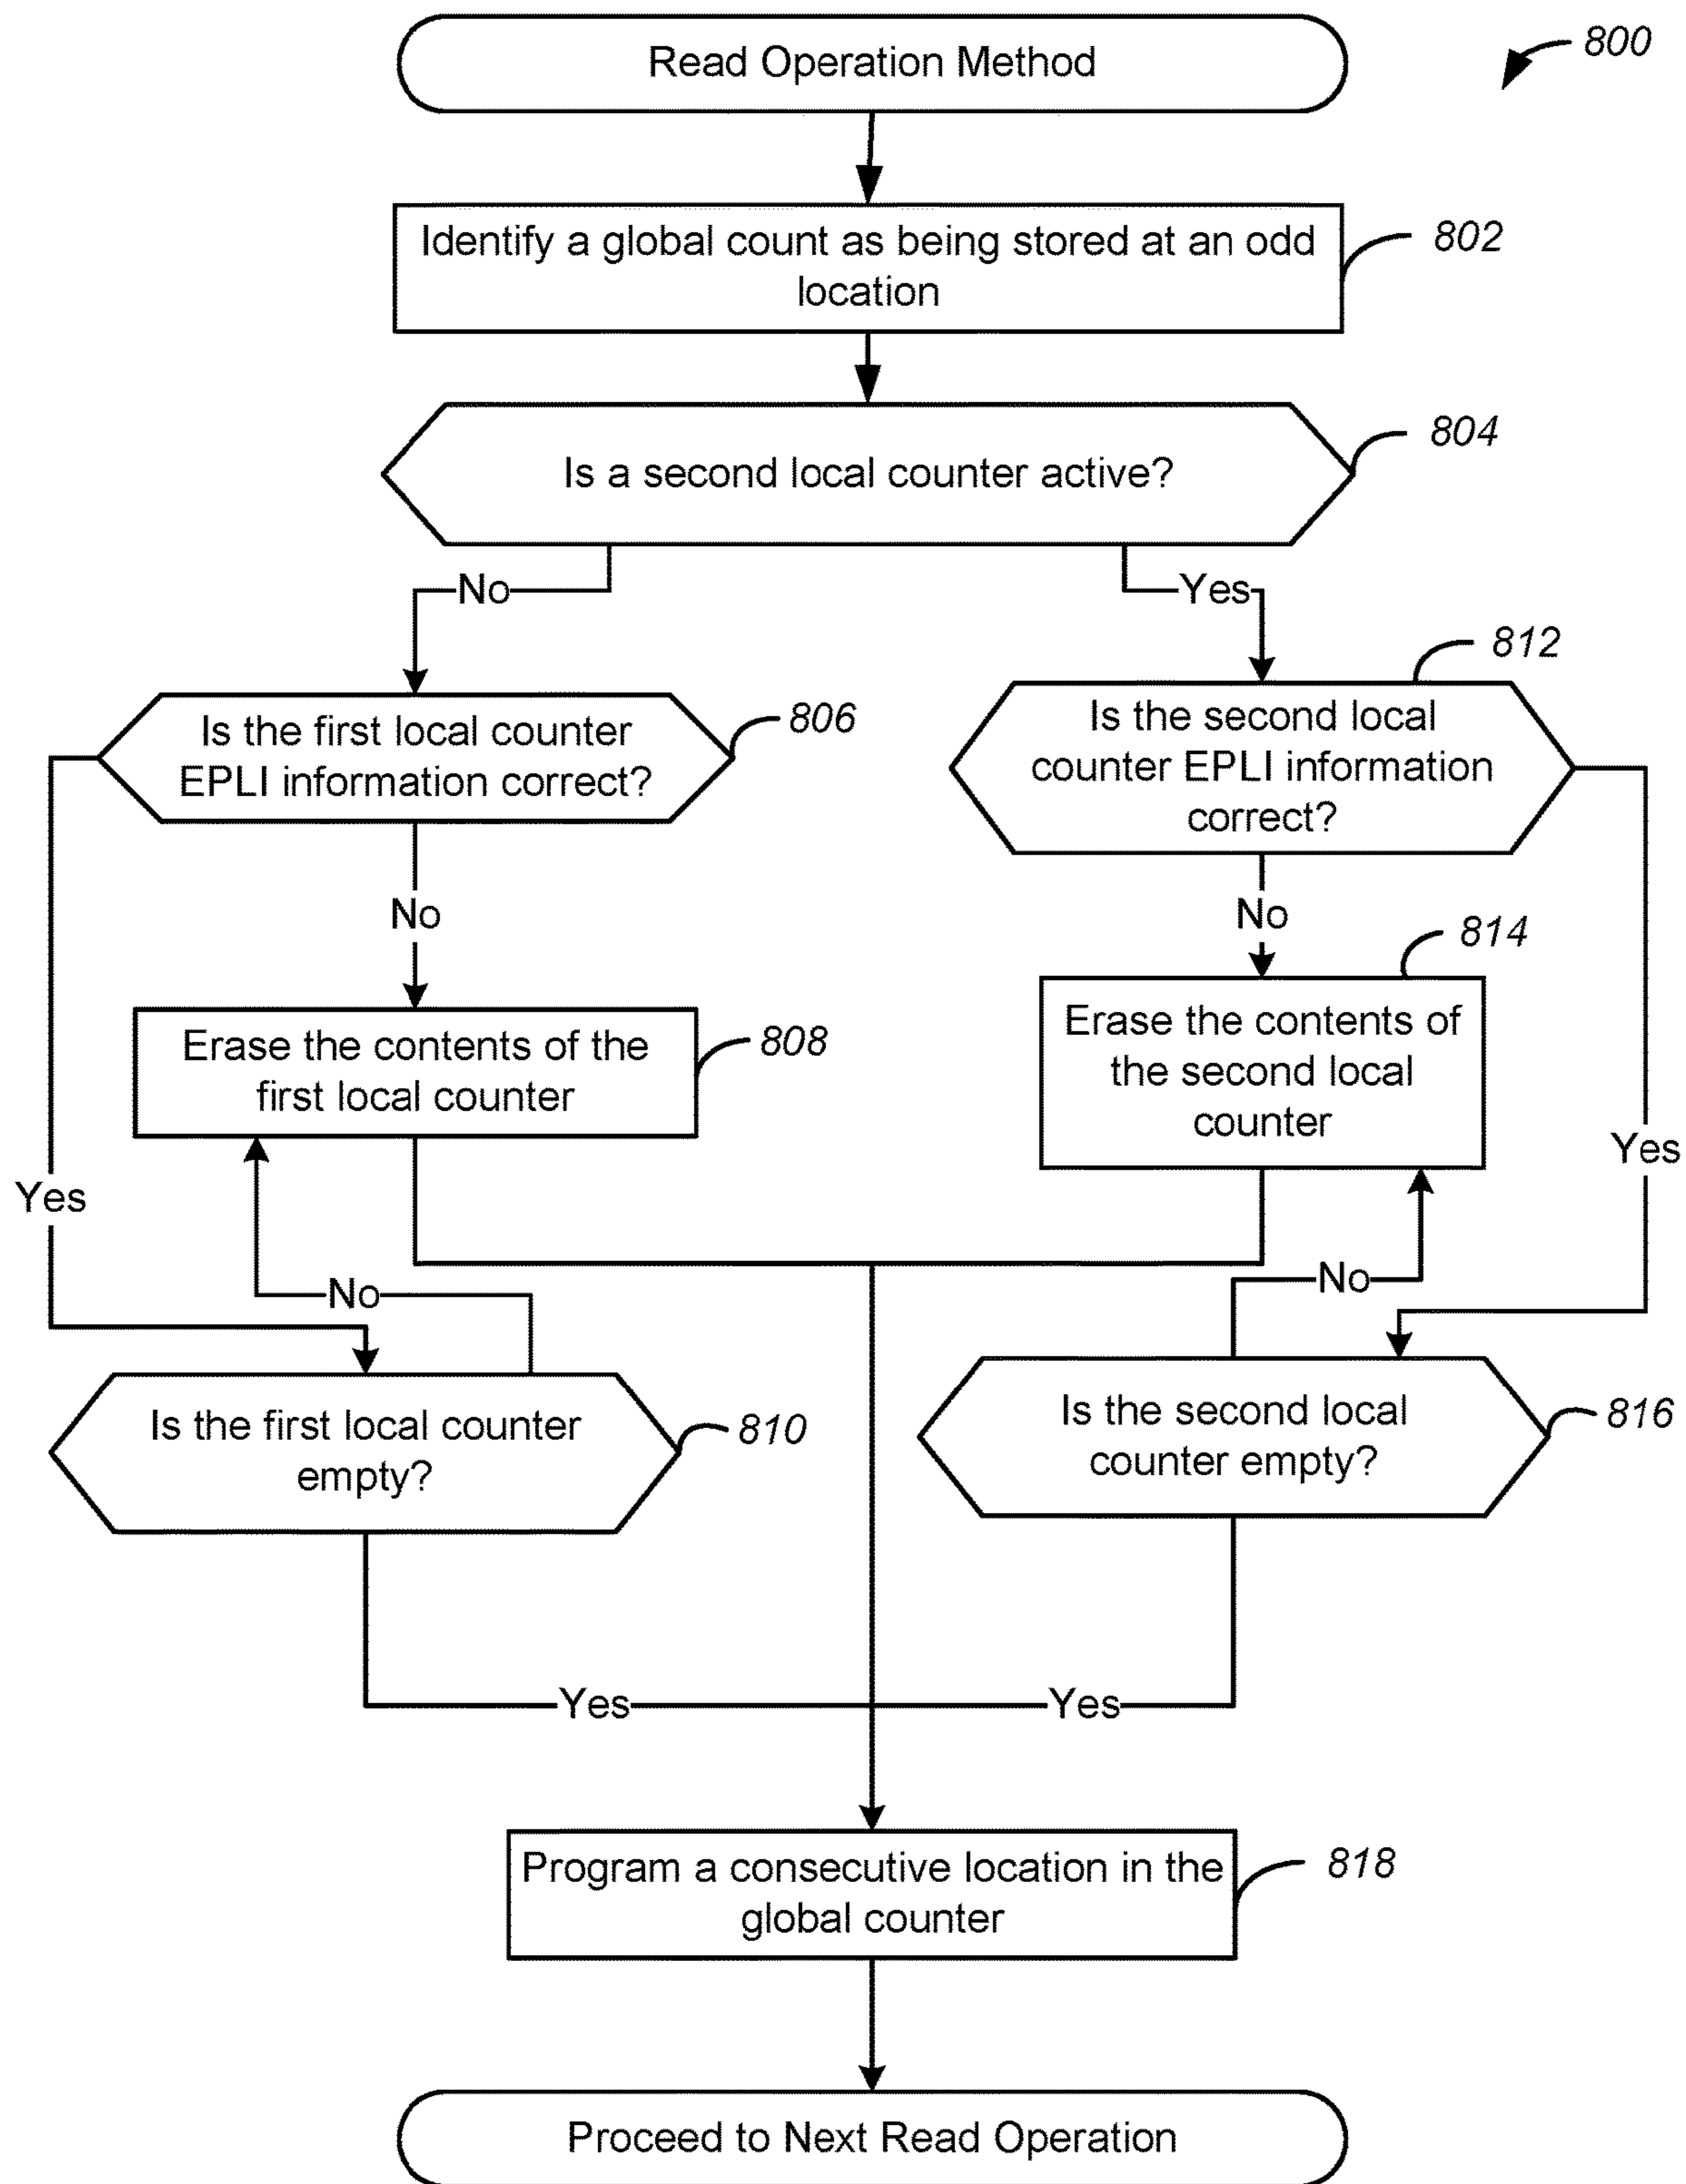 Read Operation Method
800
Identify a global count as being stored at an odd
location
802
Is a second local counter active?
804
No
Yes
Is the first local counter
EPLI information correct?
806
Is the second local
counter EPLI information
correct?
812
No
No
Erase the contents of the
first local counter
808
Erase the contents of
the second local
counter
814
Yes
Yes
No
No
Is the first local counter
empty?
810
Is the second local
counter empty?
816
Yes
Yes
Program a consecutive location in the
global counter
818
Proceed to Next Read Operation